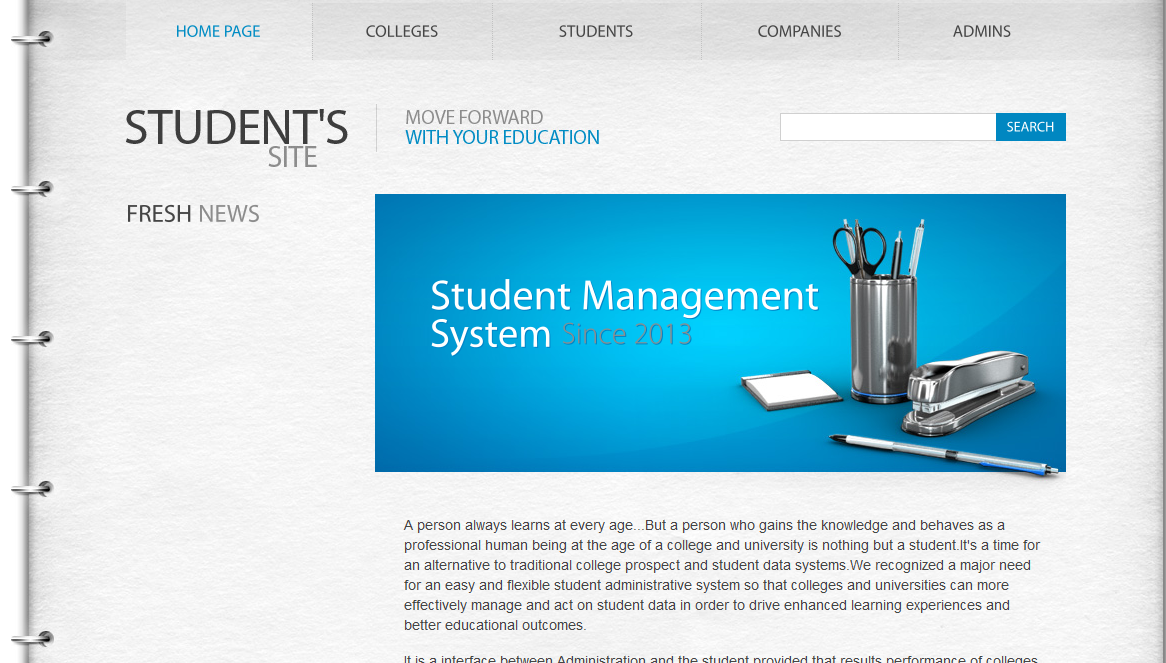 HOME PAGE
COLLEGES
STUDENTS
COMPANIES
ADMINS
STUDENT'S
SITE
MOVE FORWARD
WITH YOUR EDUCATION
SEARCH
FRESH NEWS
Student Management
System Since 2013
A person always learns at every age...But a person who gains the knowledge and behaves as a
professional human being at the age of a college and university is nothing but a student.It's a time for
an alternative to traditional college prospect and student data systems.We recognized a major need
for an easy and flexible student administrative system so that colleges and universities can more
effectively manage and act on student data in order to drive enhanced learning experiences and
better educational outcomes.
It is a interface between Administration and the student provided that results performance of colleges